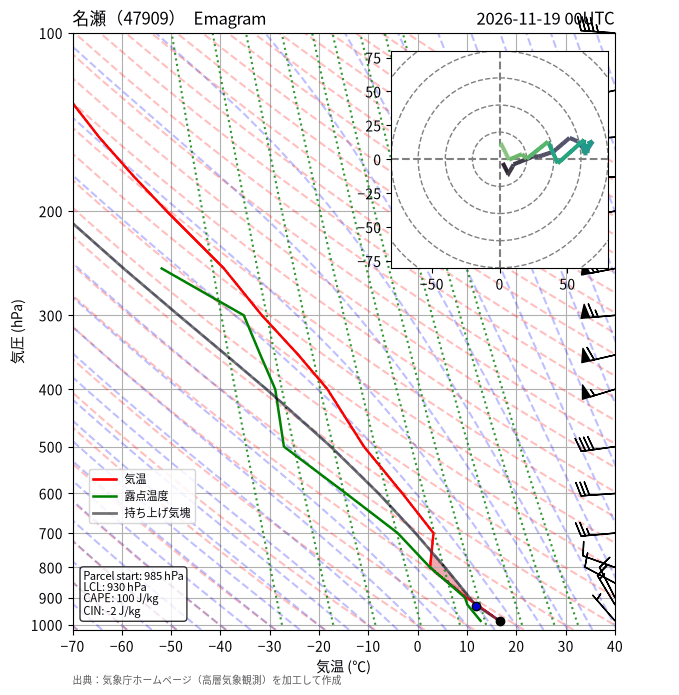 名瀬（47909） Emagram
2026-11-19 00UTC
100
200
300
400
500
600
700
800
900
1000
気圧 (hPa)
−70
−60
−50
−40
−30
−20
−10
0
10
20
30
40
気温 (℃)
75
50
25
0
−25
−50
−75
−50
0
50
気温
露点温度
持ち上げ気塊
Parcel start: 985 hPa
LCL: 930 hPa
CAPE: 100 J/kg
CIN: -2 J/kg
出典：気象庁ホームページ（高層気象観測）を加工して作成